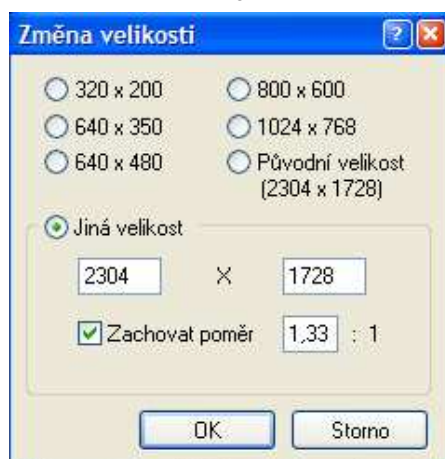 Změna velikosti
320 x 200
800 x 600
640 x 350
1024 x 768
640 x 480
Původní velikost
(2304 x 1728)
Jiná velikost
2304 X 1728
Zachovat poměr 1,33 : 1
OK Storno